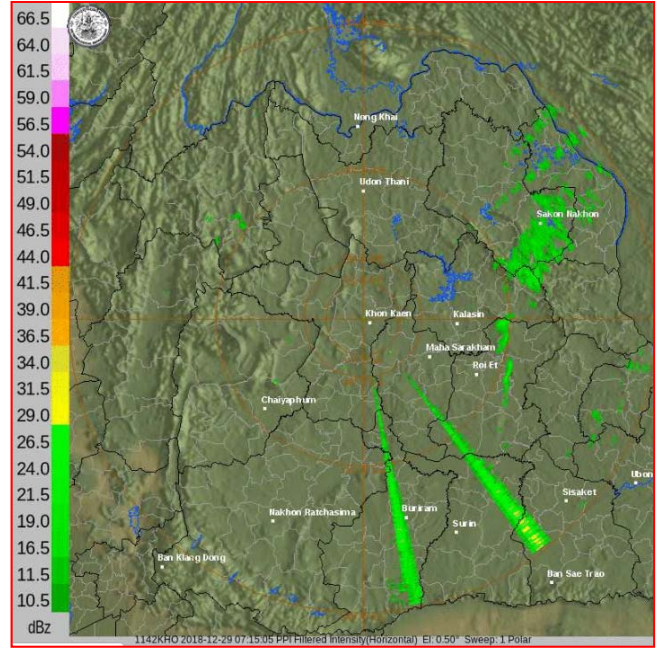 66.5
64.0
61.5
59.0
56.5
54.0
51.5
49.0
46.5
44.0
41.5
39.0
36.5
34.0
31.5
29.0
26.5
24.0
21.5
19.0
16.5
11.5
10.5
dBz
Nong Khai
Udon Thani
Sakon Nakhon
Khon Kaen
Kalasin
Maha Sarakham
Roi Et
Chaiyaphum
Ubon
Sisaket
Nakhon Ratchasima
Buriram
Surin
Ban Klang Dong
Ban Sae Trao
1142KHO 2018-12-29 07:15:05 PPI Filtered Intensity(Horizontal) El: 0.50° Sweep: 1 Polar